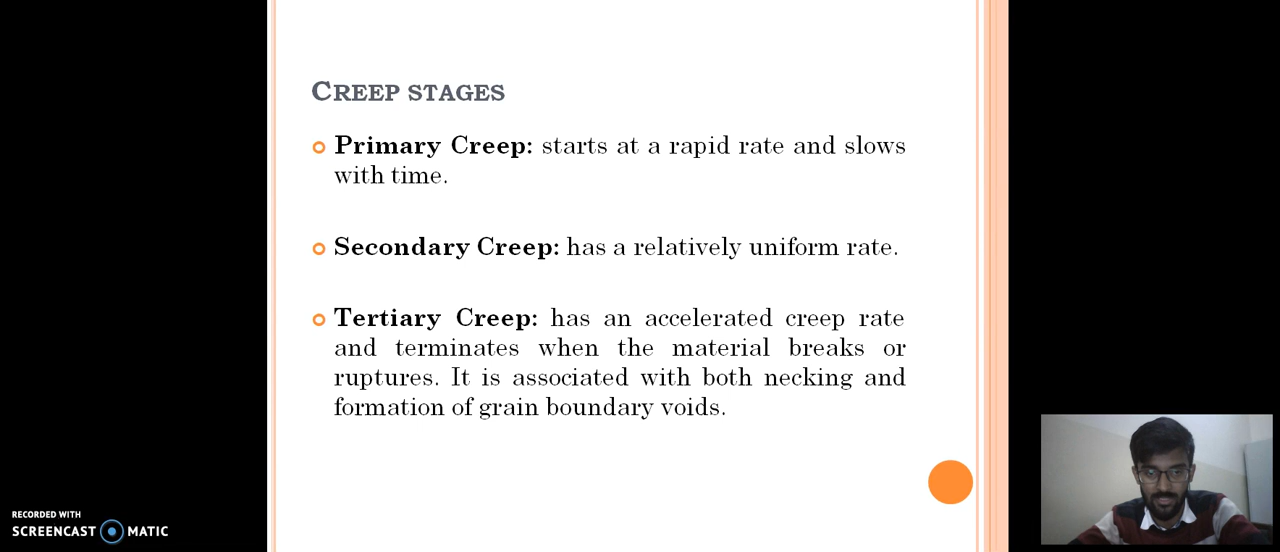 CREEP STAGES
Primary Creep: starts at a rapid rate and slows
with time.
Secondary Creep: has a relatively uniform rate.
Tertiary Creep: has an accelerated creep rate
and terminates when the material breaks or
ruptures. It is associated with both necking and
formation of grain boundary voids.
RECORDED WITH
SCREENCAST MATIC